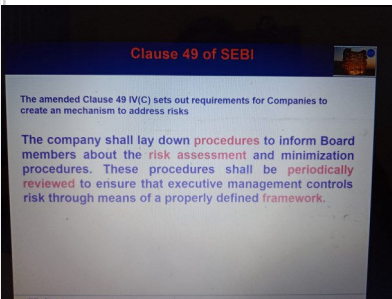 Clause 49 of SEBI
The amended Clause 49 IV(C) sets out requirements for Companies to
create an mechanism to address risks
The company shall lay down procedures to inform Board
members about the risk assessment and minimization
procedures. These procedures shall be periodically
reviewed to ensure that executive management controls
risk through means of a properly defined framework.